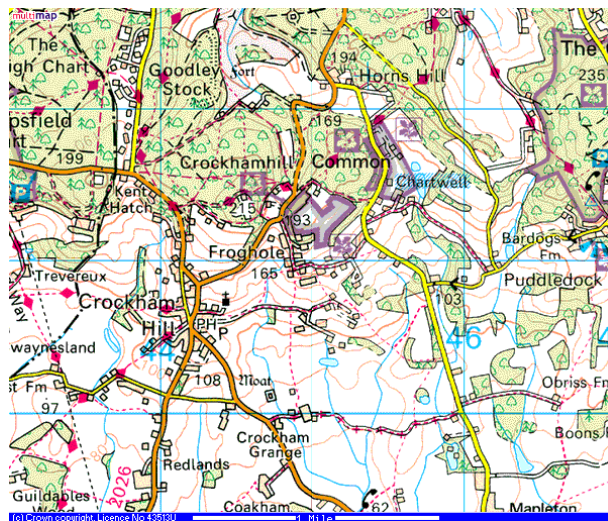 multimap
The
igh Chart
Goodley
Stock
Fort
194
Horns Hill
The
235
osfield
rt
199
169
Crockhamhill Common
Kent
Hatch
215
193
Chartwell
Froghole
165
Bardogs
Fm
Trevereux
Way
Crockham
Hill
PH
103
Puddledock
44
46
waynesland
st Fm
97
108
Moat
Obriss Fm
Boons
Crockham
Grange
Redlands
2026
Guildables
Wood
Coakham
62
Mapleton
(c) Crown copyright, Licence No 43513U
1 Mile